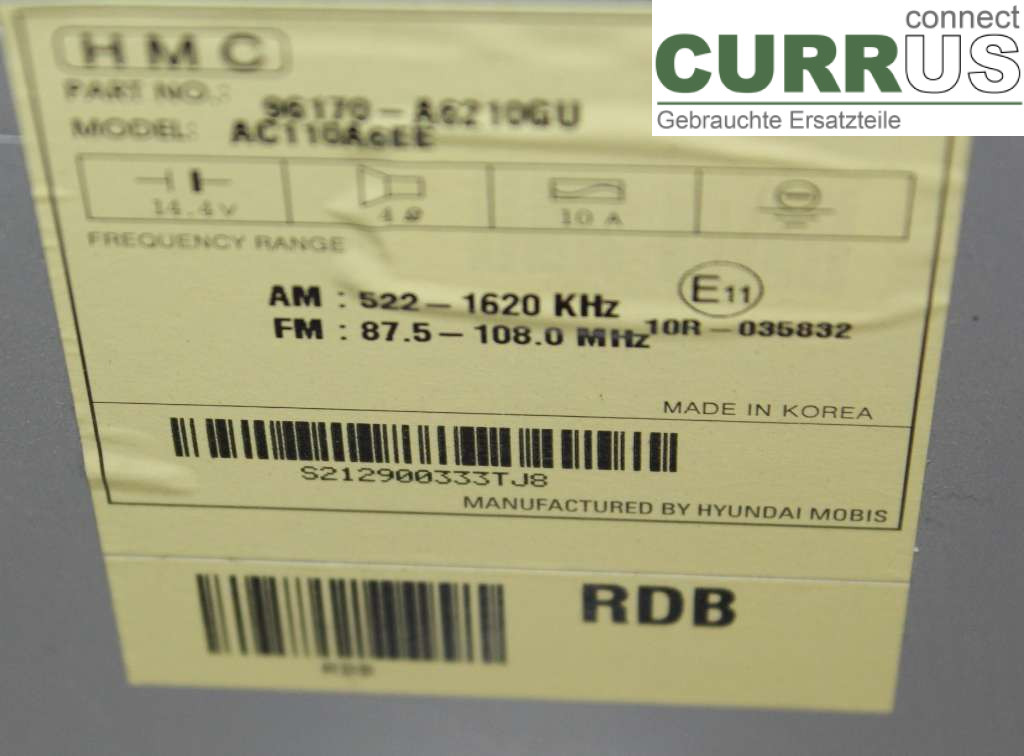 connect
CURRUS
Gebrauchte Ersatzteile
HMC
PART NO.: 96170-A6210GU
MODEL: AC110A6EE
14.4V 4Ω 10 A
FREQUENCY RANGE
AM : 522-1620 KHz
FM : 87.5-108.0 MHz
E11
10R-035832
MADE IN KOREA
S212900333TJ8
MANUFACTURED BY HYUNDAI MOBIS
RDB
RDB